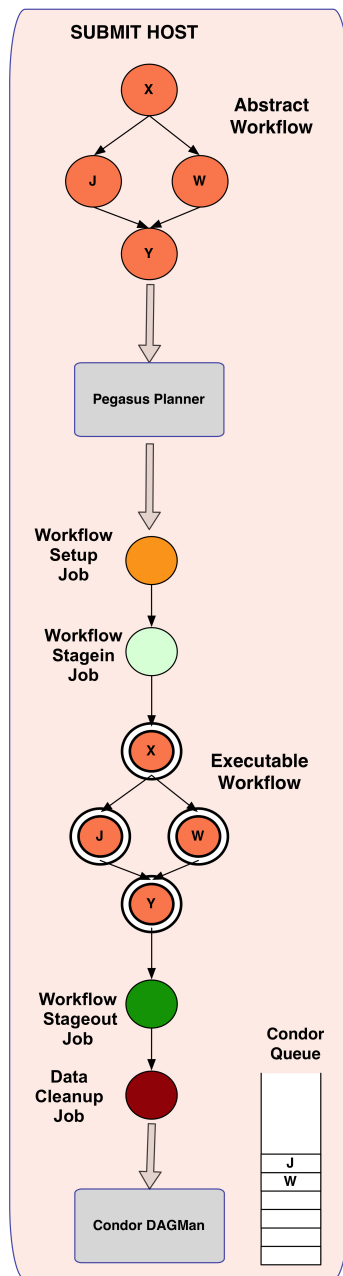 SUBMIT HOST
X
Abstract
Workflow
J
W
Y
Pegasus Planner
Workflow
Setup
Job
Workflow
Stagein
Job
X
Executable
Workflow
J
W
Y
Workflow
Stageout
Job
Condor
Queue
Data
Cleanup
Job
J
W
Condor DAGMan